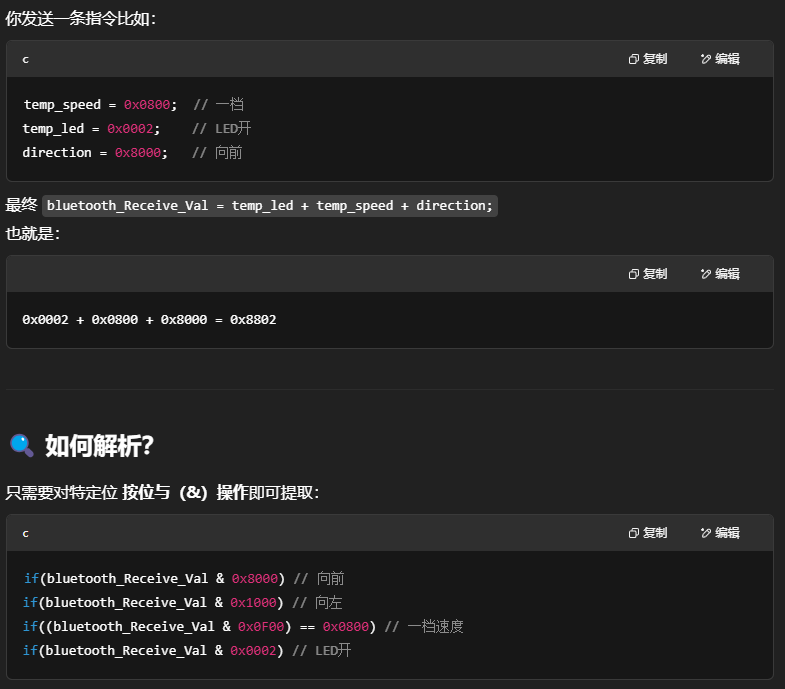 你发送一条指令比如：
c
复制 编辑
temp_speed = 0x0800;  // 一档
temp_led = 0x0002;    // LED开
direction = 0x8000;   // 向前
最终 bluetooth_Receive_Val = temp_led + temp_speed + direction;
也就是：
复制 编辑
0x0002 + 0x0800 + 0x8000 = 0x8802
如何解析？
只需要对特定位 按位与（&）操作即可提取：
c
复制 编辑
if(bluetooth_Receive_Val & 0x8000) // 向前
if(bluetooth_Receive_Val & 0x1000) // 向左
if((bluetooth_Receive_Val & 0x0F00) == 0x0800) // 一档速度
if(bluetooth_Receive_Val & 0x0002) // LED开